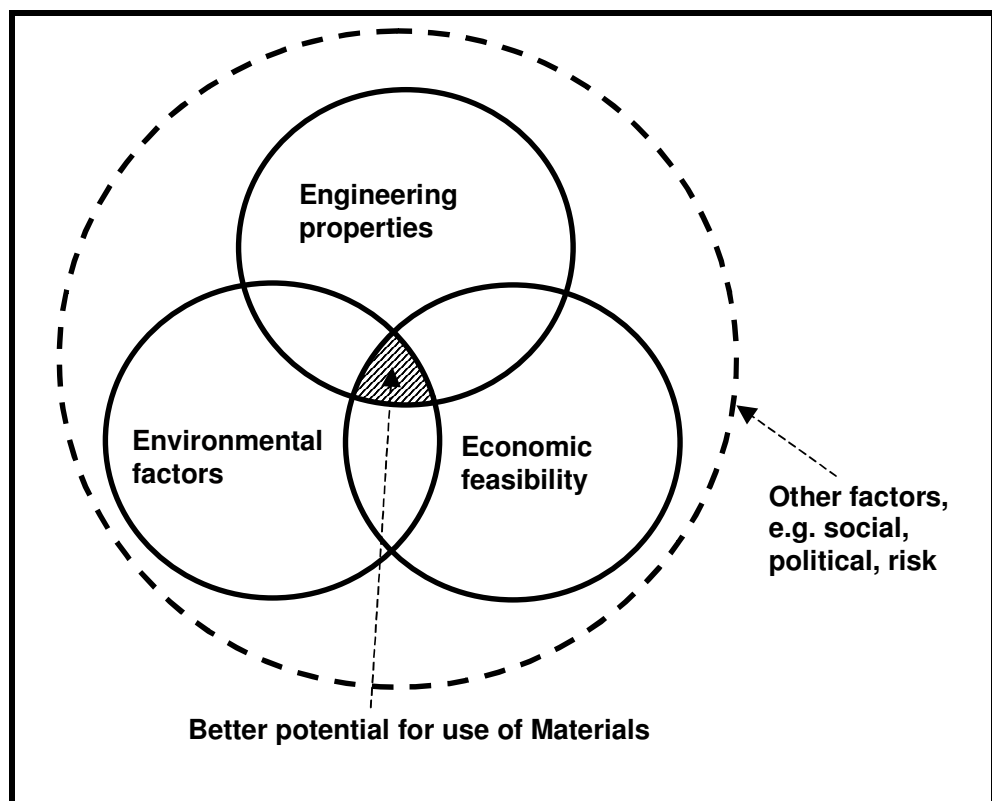 Engineering
properties
Environmental
factors
Economic
feasibility
Other factors,
e.g. social,
political, risk
Better potential for use of Materials